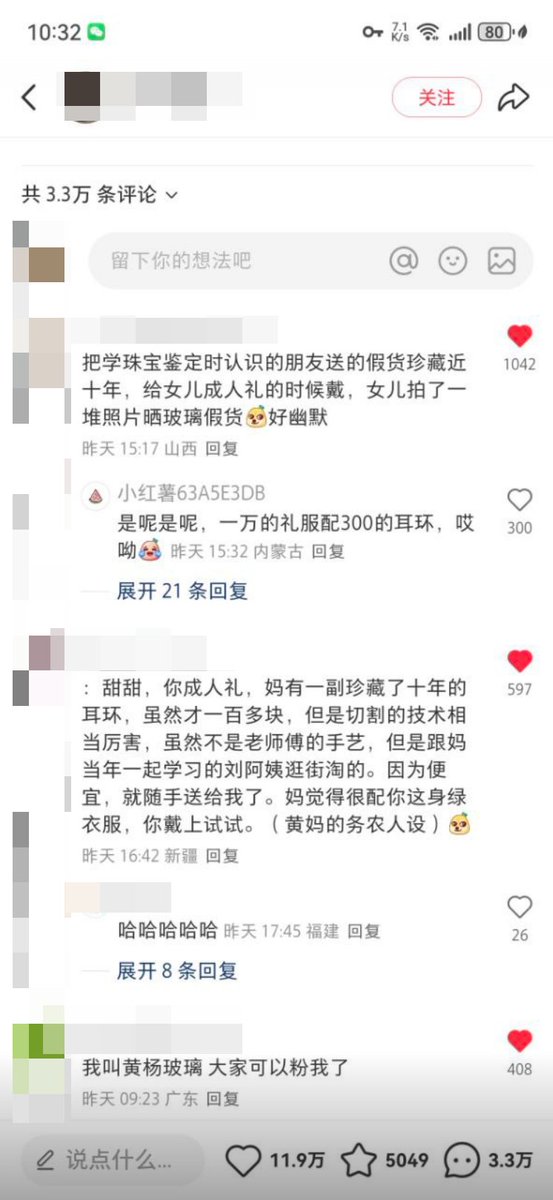 10:32
7.1
K/s
80
关注
共 3.3万 条评论
留下你的想法吧
把学珠宝鉴定时认识的朋友送的假货珍藏近
十年，给女儿成人礼的时候戴，女儿拍了一
堆照片晒玻璃假货好幽默
昨天 15:17 山西 回复
1042
小红薯63A5E3DB
是呢是呢，一万的礼服配300的耳环，哎
呦 昨天 15:32 内蒙古 回复
300
展开 21 条回复
：甜甜，你成人礼，妈有一副珍藏了十年的
耳环，虽然才一百多块，但是切割的技术相
当厉害，虽然不是老师傅的手艺，但是跟妈
当年一起学习的刘阿姨逛街淘的。因为便
宜，就随手送给我了。妈觉得很配你这身绿
衣服，你戴上试试。（黄妈的务农人设）
昨天 16:42 新疆 回复
597
哈哈哈哈哈 昨天 17:45 福建 回复
26
展开 8 条回复
我叫黄杨玻璃 大家可以粉我了
昨天 09:23 广东 回复
408
说点什么...
11.9万
5049
3.3万